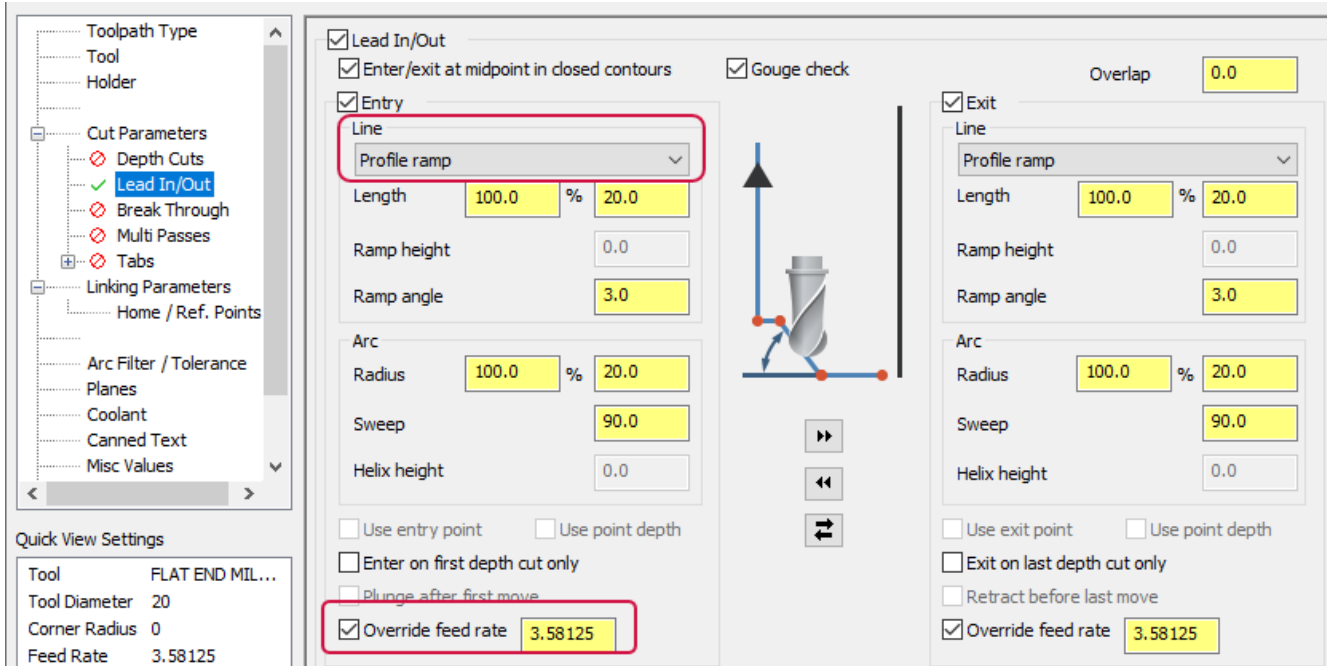 Toolpath Type
Tool
Holder
Cut Parameters
Depth Cuts
Lead In/Out
Break Through
Multi Passes
Tabs
Linking Parameters
Home / Ref. Points
Arc Filter / Tolerance
Planes
Coolant
Canned Text
Misc Values
Quick View Settings
Tool FLAT END MIL...
Tool Diameter 20
Corner Radius 0
Feed Rate 3.58125
Lead In/Out
Enter/exit at midpoint in closed contours
Gouge check
Overlap 0.0
Entry
Line
Profile ramp
Length 100.0 % 20.0
Ramp height 0.0
Ramp angle 3.0
Arc
Radius 100.0 % 20.0
Sweep 90.0
Helix height 0.0
Use entry point Use point depth
Enter on first depth cut only
Plunge after first move
Override feed rate 3.58125
Exit
Line
Profile ramp
Length 100.0 % 20.0
Ramp height 0.0
Ramp angle 3.0
Arc
Radius 100.0 % 20.0
Sweep 90.0
Helix height 0.0
Use exit point Use point depth
Exit on last depth cut only
Retract before last move
Override feed rate 3.58125